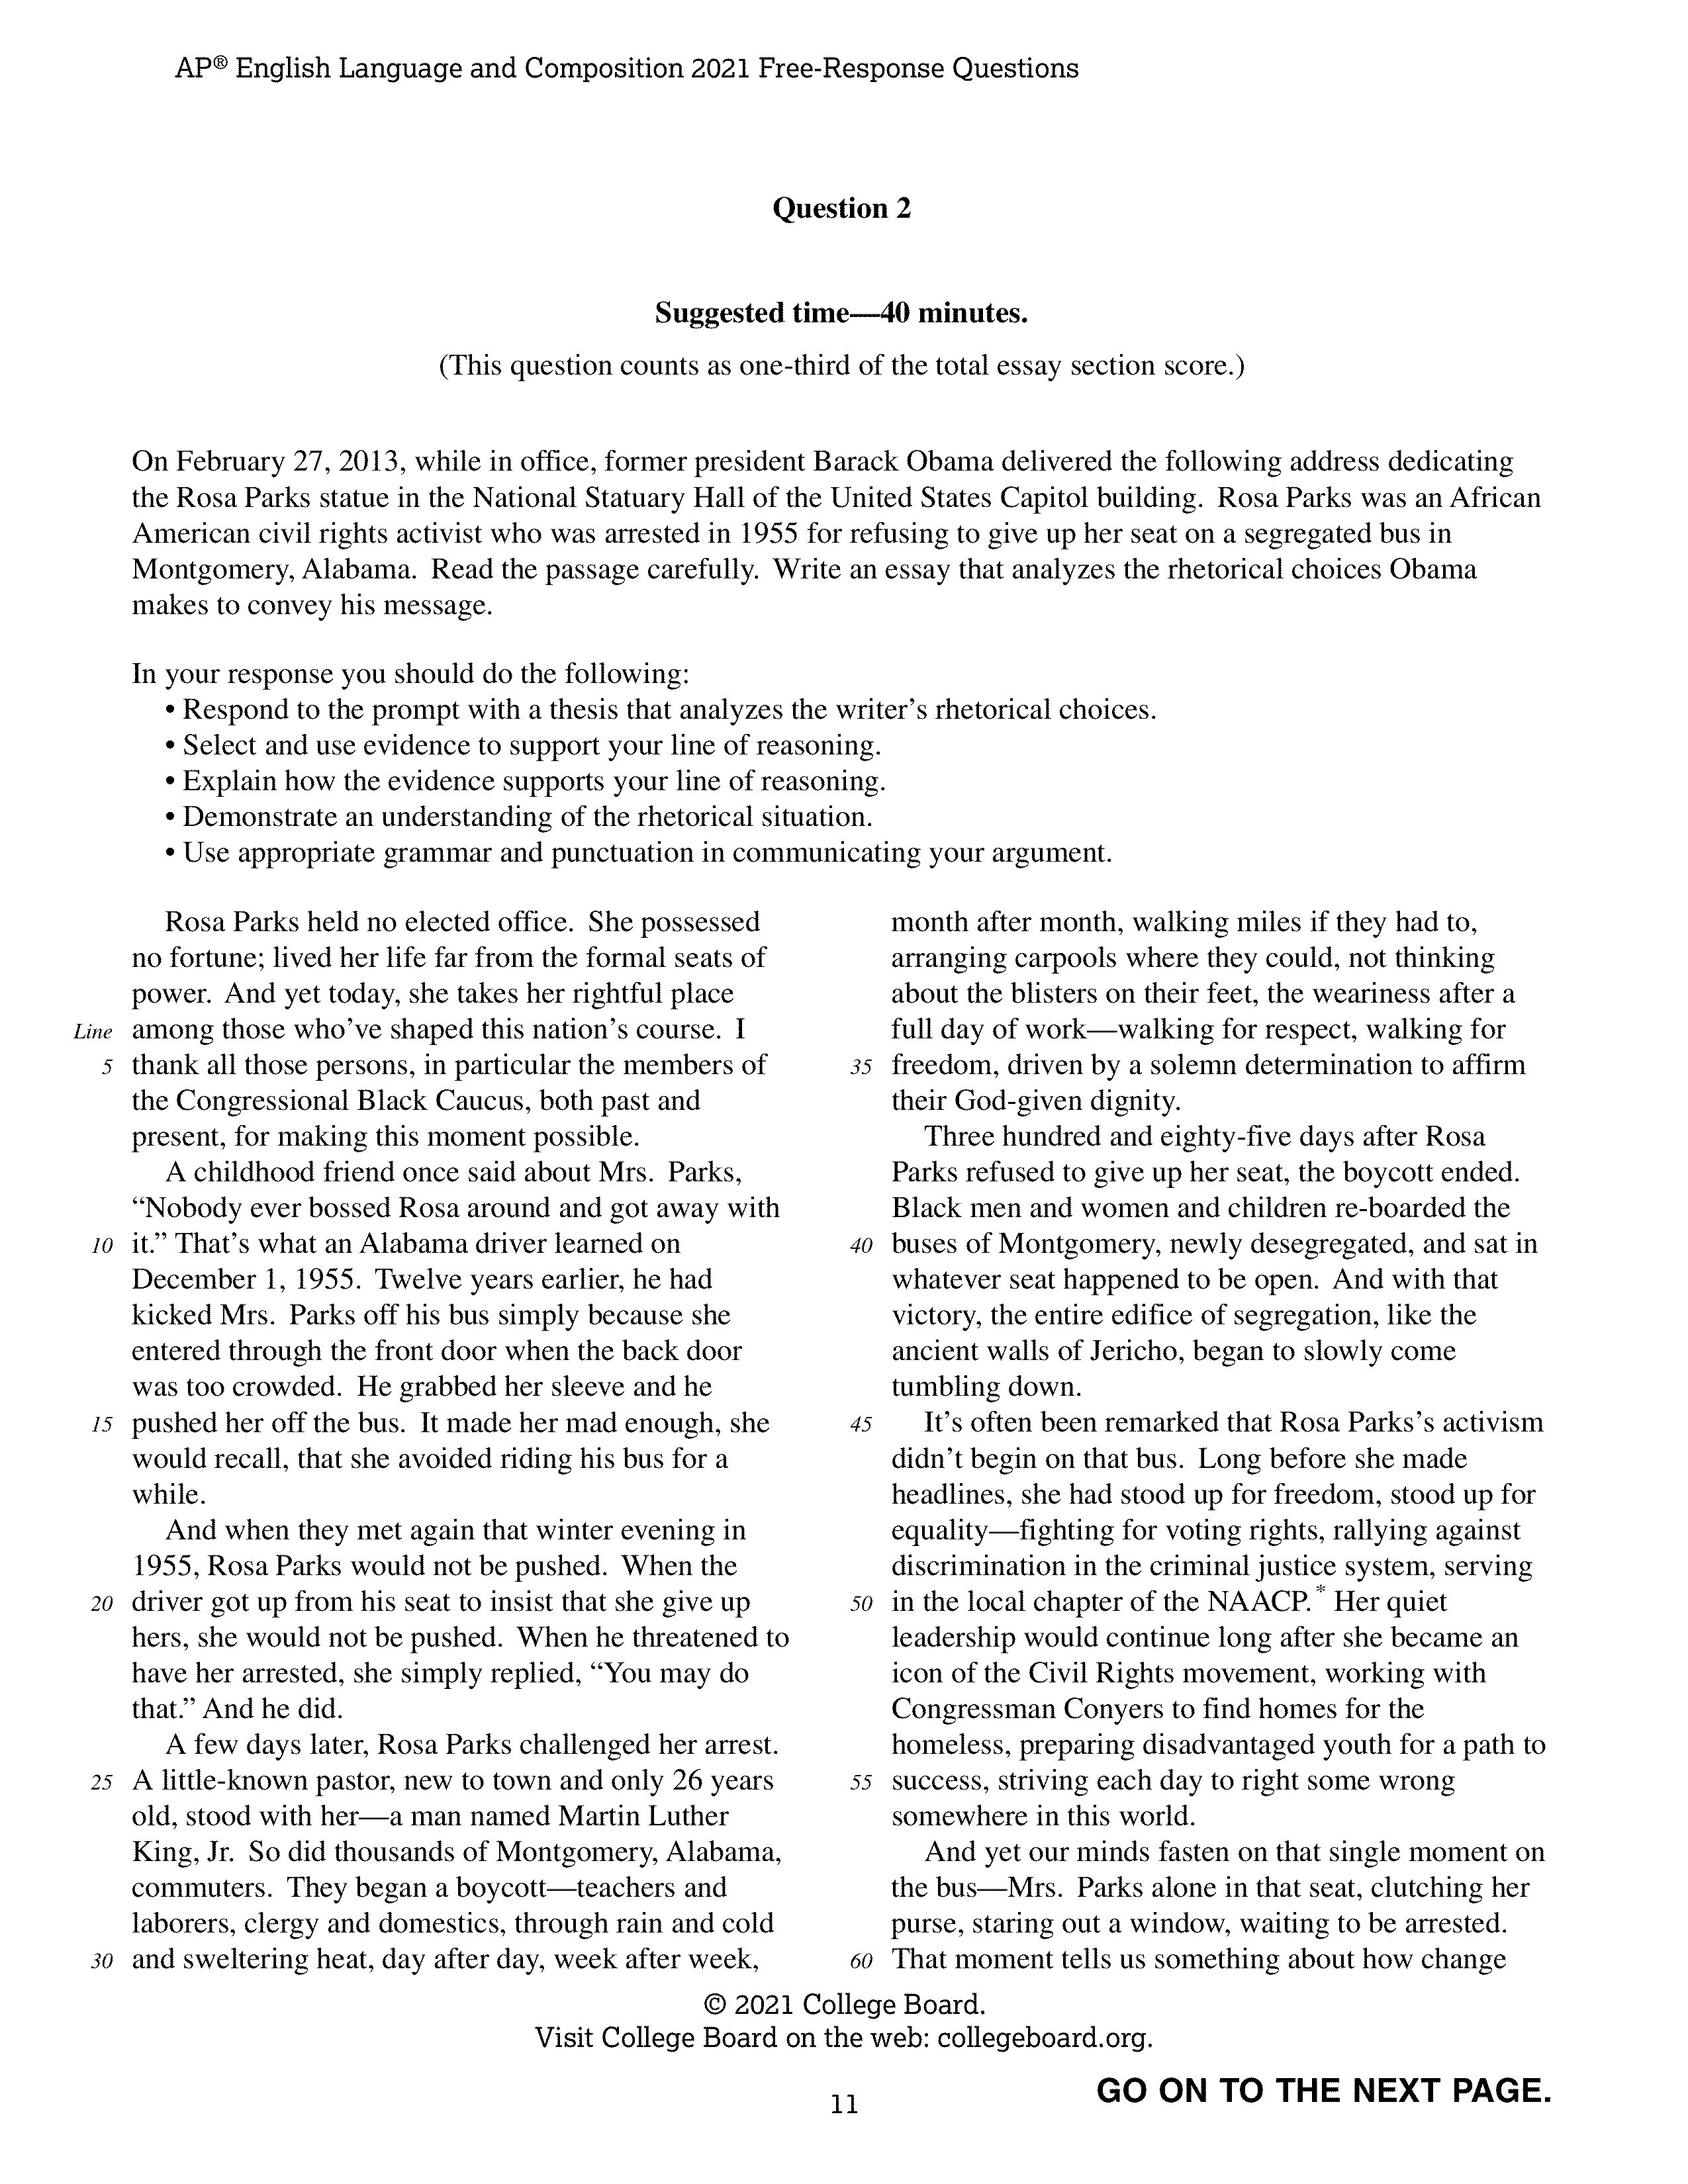 AP® English Language and Composition 2021 Free-Response Questions
Question 2
Suggested time—40 minutes.
(This question counts as one-third of the total essay section score.)
On February 27, 2013, while in office, former president Barack Obama delivered the following address dedicating
the Rosa Parks statue in the National Statuary Hall of the United States Capitol building. Rosa Parks was an African
American civil rights activist who was arrested in 1955 for refusing to give up her seat on a segregated bus in
Montgomery, Alabama. Read the passage carefully. Write an essay that analyzes the rhetorical choices Obama
makes to convey his message.
In your response you should do the following:
• Respond to the prompt with a thesis that analyzes the writer’s rhetorical choices.
• Select and use evidence to support your line of reasoning.
• Explain how the evidence supports your line of reasoning.
• Demonstrate an understanding of the rhetorical situation.
• Use appropriate grammar and punctuation in communicating your argument.
Rosa Parks held no elected office. She possessed
no fortune; lived her life far from the formal seats of
power. And yet today, she takes her rightful place
Line among those who’ve shaped this nation’s course. I
5 thank all those persons, in particular the members of
the Congressional Black Caucus, both past and
present, for making this moment possible.
A childhood friend once said about Mrs. Parks,
“Nobody ever bossed Rosa around and got away with
10 it.” That’s what an Alabama driver learned on
December 1, 1955. Twelve years earlier, he had
kicked Mrs. Parks off his bus simply because she
entered through the front door when the back door
was too crowded. He grabbed her sleeve and he
15 pushed her off the bus. It made her mad enough, she
would recall, that she avoided riding his bus for a
while.
And when they met again that winter evening in
1955, Rosa Parks would not be pushed. When the
20 driver got up from his seat to insist that she give up
hers, she would not be pushed. When he threatened to
have her arrested, she simply replied, “You may do
that.” And he did.
A few days later, Rosa Parks challenged her arrest.
25 A little-known pastor, new to town and only 26 years
old, stood with her—a man named Martin Luther
King, Jr. So did thousands of Montgomery, Alabama,
commuters. They began a boycott—teachers and
laborers, clergy and domestics, through rain and cold
30 and sweltering heat, day after day, week after week,
month after month, walking miles if they had to,
arranging carpools where they could, not thinking
about the blisters on their feet, the weariness after a
full day of work—walking for respect, walking for
35 freedom, driven by a solemn determination to affirm
their God-given dignity.
Three hundred and eighty-five days after Rosa
Parks refused to give up her seat, the boycott ended.
Black men and women and children re-boarded the
40 buses of Montgomery, newly desegregated, and sat in
whatever seat happened to be open. And with that
victory, the entire edifice of segregation, like the
ancient walls of Jericho, began to slowly come
tumbling down.
45 It’s often been remarked that Rosa Parks’s activism
didn’t begin on that bus. Long before she made
headlines, she had stood up for freedom, stood up for
equality—fighting for voting rights, rallying against
discrimination in the criminal justice system, serving
50 in the local chapter of the NAACP.* Her quiet
leadership would continue long after she became an
icon of the Civil Rights movement, working with
Congressman Conyers to find homes for the
homeless, preparing disadvantaged youth for a path to
55 success, striving each day to right some wrong
somewhere in this world.
And yet our minds fasten on that single moment on
the bus—Mrs. Parks alone in that seat, clutching her
purse, staring out a window, waiting to be arrested.
60 That moment tells us something about how change
© 2021 College Board.
Visit College Board on the web: collegeboard.org.
GO ON TO THE NEXT PAGE.
11